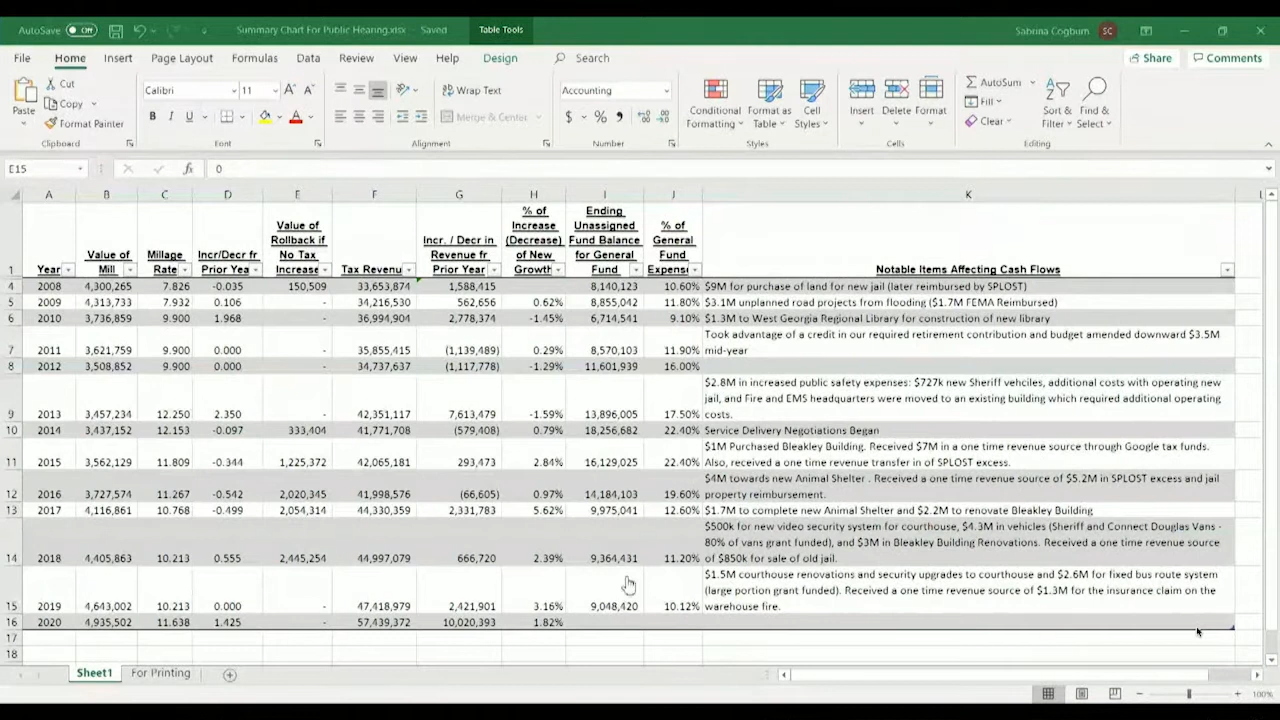 AutoSave Off Summary Chart For Public Hearing.xlsx - Saved Table Tools Sabrina Cogburn SC
File Home Insert Page Layout Formulas Data Review View Help Design Search Share Comments
Paste Cut Copy Format Painter Clipboard
Calibri 11 A A B I U A Font
Wrap Text Merge & Center Alignment
Accounting $ % , Number
Conditional Formatting Format as Table Cell Styles Styles
Insert Delete Format Cells
AutoSum Fill Clear Sort & Filter Find & Select Editing
E15 fx 0
A B C D E F G H I J K
1 Year Value of Mill Millage Rate Incr/Decr fr Prior Yea Value of Rollback if No Tax Increase Tax Revenu Incr. / Decr in Revenue fr Prior Year % of Increase (Decrease) of New Growth Ending Unassigned Fund Balance for General Fund % of General Fund Expens Notable Items Affecting Cash Flows
4 2008 4,300,265 7.826 -0.035 150,509 33,653,874 1,588,415 8,140,123 10.60% $9M for purchase of land for new jail (later reimbursed by SPLOST)
5 2009 4,313,733 7.932 0.106 - 34,216,530 562,656 0.62% 8,855,042 11.80% $3.1M unplanned road projects from flooding ($1.7M FEMA Reimbursed)
6 2010 3,736,859 9.900 1.968 - 36,994,904 2,778,374 -1.45% 6,714,541 9.10% $1.3M to West Georgia Regional Library for construction of new library
Took advantage of a credit in our required retirement contribution and budget amended downward $3.5M
7 2011 3,621,759 9.900 0.000 - 35,855,415 (1,139,489) 0.29% 8,570,103 11.90% mid-year
8 2012 3,508,852 9.900 0.000 - 34,737,637 (1,117,778) -1.29% 11,601,939 16.00%
$2.8M in increased public safety expenses: $727k new Sheriff vehciles, additional costs with operating new
jail, and Fire and EMS headquarters were moved to an existing building which required additional operating
9 2013 3,457,234 12.250 2.350 - 42,351,117 7,613,479 -1.59% 13,896,005 17.50% costs.
10 2014 3,437,152 12.153 -0.097 333,404 41,771,708 (579,408) 0.79% 18,256,682 22.40% Service Delivery Negotiations Began
$1M Purchased Bleakley Building. Received $7M in a one time revenue source through Google tax funds.
11 2015 3,562,129 11.809 -0.344 1,225,372 42,065,181 293,473 2.84% 16,129,025 22.40% Also, received a one time revenue transfer in of SPLOST excess.
$4M towards new Animal Shelter . Received a one time revenue source of $5.2M in SPLOST excess and jail
12 2016 3,727,574 11.267 -0.542 2,020,345 41,998,576 (66,605) 0.97% 14,184,103 19.60% property reimbursement.
13 2017 4,116,861 10.768 -0.499 2,054,314 44,330,359 2,331,783 5.62% 9,975,041 12.60% $1.7M to complete new Animal Shelter and $2.2M to renovate Bleakley Building
$500k for new video security system for courthouse, $4.3M in vehicles (Sheriff and Connect Douglas Vans -
80% of vans grant funded), and $3M in Bleakley Building Renovations. Received a one time revenue source
14 2018 4,405,863 10.213 0.555 2,445,254 44,997,079 666,720 2.39% 9,364,431 11.20% of $850k for sale of old jail.
$1.5M courthouse renovations and security upgrades to courthouse and $2.6M for fixed bus route system
(large portion grant funded). Received a one time revenue source of $1.3M for the insurance claim on the
15 2019 4,643,002 10.213 0.000 - 47,418,979 2,421,901 3.16% 9,048,420 10.12% warehouse fire.
16 2020 4,935,502 11.638 1.425 - 57,439,372 10,020,393 1.82%
17
18
Sheet1 For Printing
100%